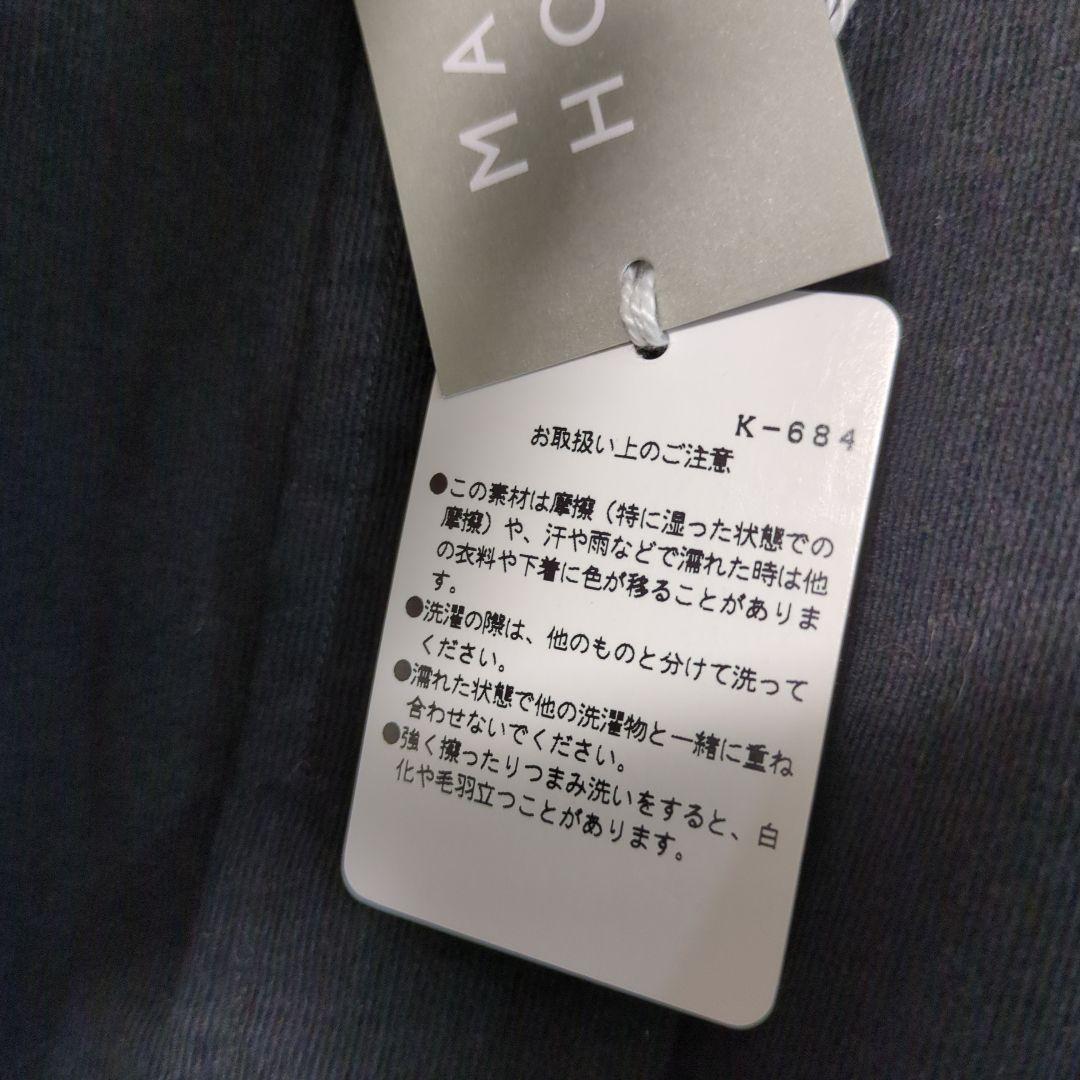 MA
HO
K-684
お取扱い上のご注意
●この素材は摩擦（特に湿った状態での
摩擦）や、汗や雨などで濡れた時は他
の衣料や下着に色が移ることがありま
す。
●洗濯の際は、他のものと分けて洗って
ください。
●濡れた状態で他の洗濯物と一緒に重ね
合わせないでください。
●強く擦ったりつまみ洗いをすると、白
化や毛羽立つことがあります。